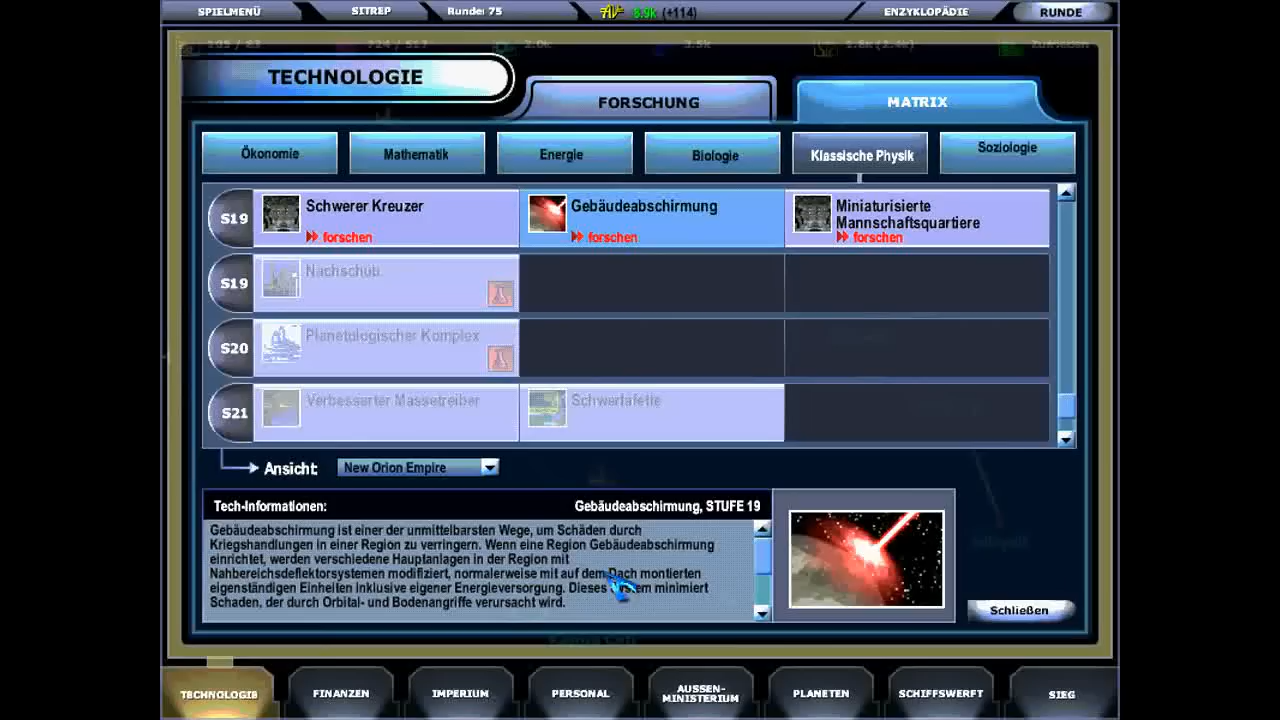 SPIELMENÜ
SITREP
Runde: 75
(+114)
ENZYKLOPÄDIE
RUNDE
TECHNOLOGIE
FORSCHUNG
MATRIX
Ökonomie
Mathematik
Energie
Biologie
Klassische Physik
Soziologie
S19
Schwerer Kreuzer
forschen
Gebäudeabschirmung
forschen
Miniaturisierte
Mannschaftsquartiere
forschen
S19
Nachschub
S20
Planetologischer Komplex
S21
Verbesserter Massetreiber
Schwerlafette
Ansicht:
New Orion Empire
Tech-Informationen:
Gebäudeabschirmung, STUFE 19
Gebäudeabschirmung ist einer der unmittelbarsten Wege, um Schäden durch
Kriegshandlungen in einer Region zu verringern. Wenn eine Region Gebäudeabschirmung
einrichtet, werden verschiedene Hauptanlagen in der Region mit
Nahbereichsdeflektorsystemen modifiziert, normalerweise mit auf dem Dach montierten
eigenständigen Einheiten inklusive eigener Energieversorgung. Dieses System minimiert
Schaden, der durch Orbital- und Bodenangriffe verursacht wird.
Schließen
TECHNOLOGIE
FINANZEN
IMPERIUM
PERSONAL
AUSSEN-
MINISTERIUM
PLANETEN
SCHIFFSWERFT
SIEG